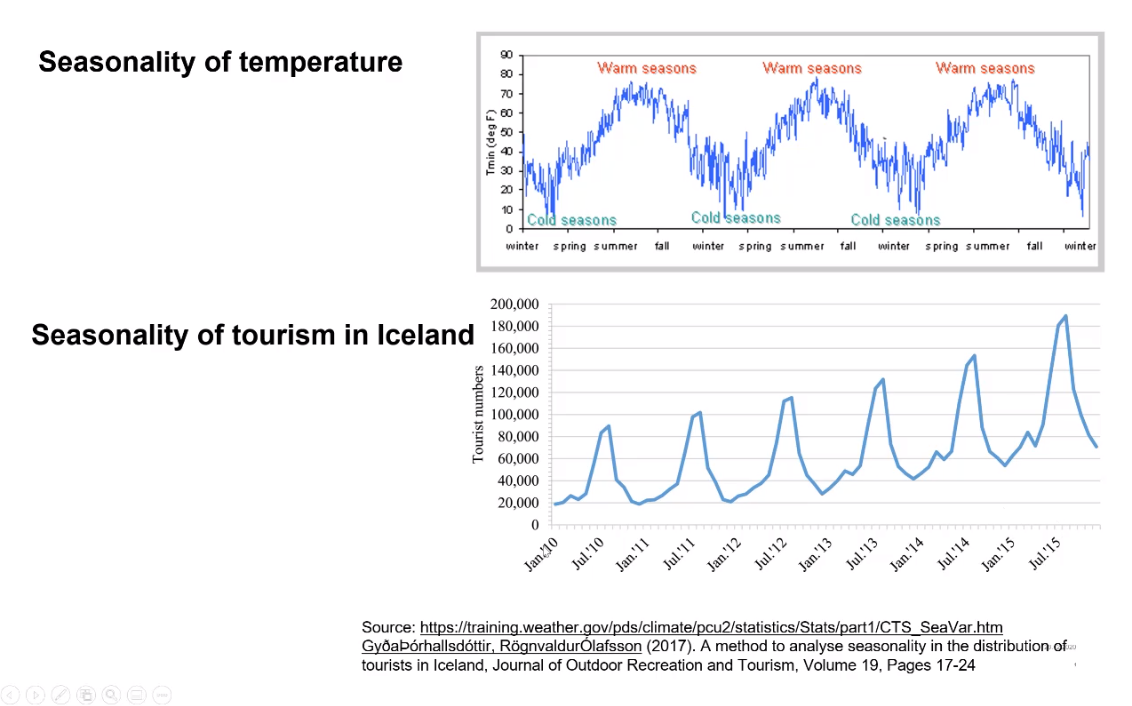 Seasonality of temperature
90
80
70
60
50
40
30
20
10
0
Tmin (deg F)
Warm seasons Warm seasons Warm seasons
Cold seasons Cold seasons Cold seasons
winter spring summer fall winter spring summer fall winter spring summer fall winter
Seasonality of tourism in Iceland
200,000
180,000
160,000
140,000
120,000
100,000
80,000
60,000
40,000
20,000
0
Tourist numbers
Jan.'10 Jul.'10 Jan.'11 Jul.'11 Jan.'12 Jul.'12 Jan.'13 Jul.'13 Jan.'14 Jul.'14 Jan.'15 Jul.'15
Source: https://training.weather.gov/pds/climate/pcu2/statistics/Stats/part1/CTS_SeaVar.htm
GyðaÞórhallsdóttir, RögnvaldurÓlafsson (2017). A method to analyse seasonality in the distribution of
tourists in Iceland, Journal of Outdoor Recreation and Tourism, Volume 19, Pages 17-24